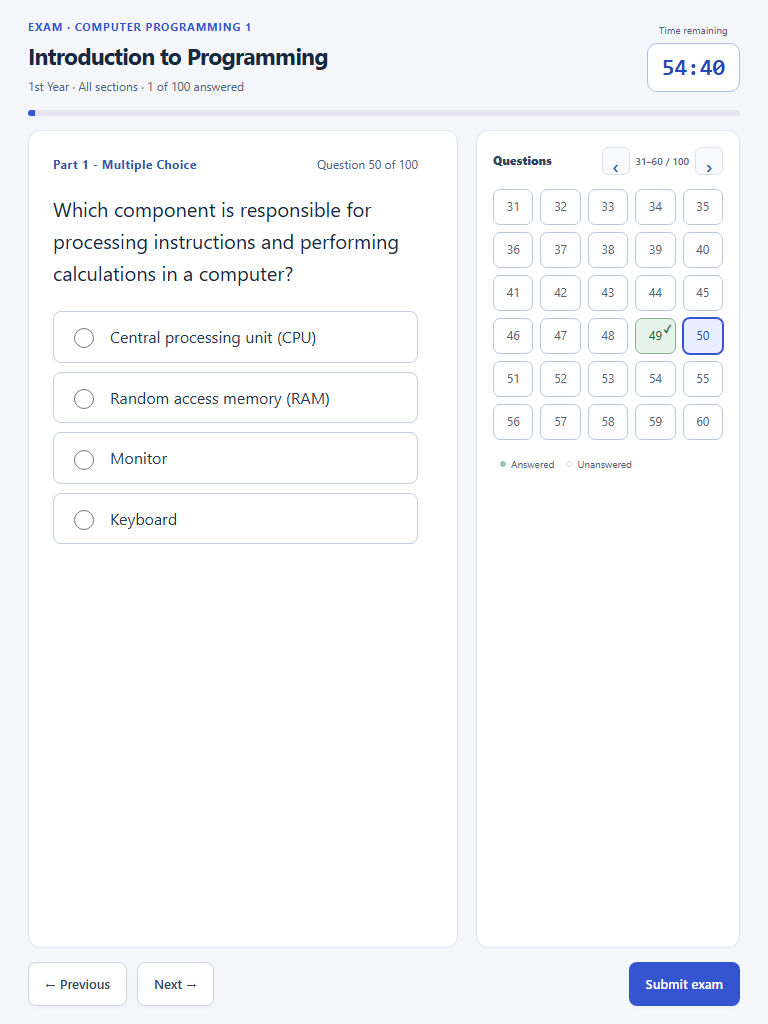 EXAM · COMPUTER PROGRAMMING 1
Introduction to Programming
1st Year · All sections · 1 of 100 answered
Time remaining
54:40
Part 1 - Multiple Choice
Question 50 of 100
Which component is responsible for
processing instructions and performing
calculations in a computer?
Central processing unit (CPU)
Random access memory (RAM)
Monitor
Keyboard
Questions
‹ 31–60 / 100 ›
31 32 33 34 35
36 37 38 39 40
41 42 43 44 45
46 47 48 49✓ 50
51 52 53 54 55
56 57 58 59 60
Answered Unanswered
← Previous Next →
Submit exam